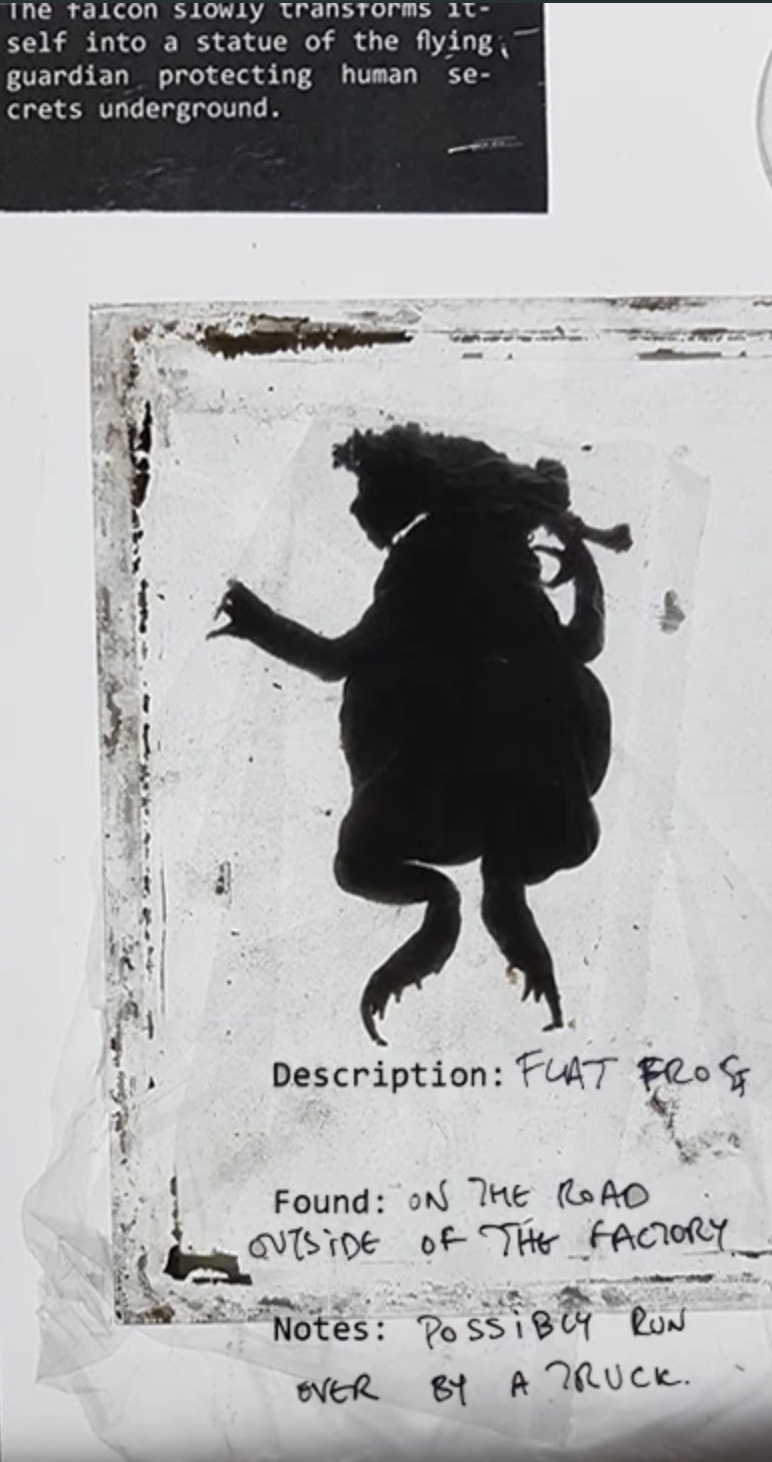 The falcon slowly transforms it-
self into a statue of the flying
guardian protecting human se-
crets underground.
Description: FLAT FROG
Found: ON THE ROAD
OUTSiDE OF THE FACTORY
Notes: POSSiBLY RUN
OVER BY A TRUCK.